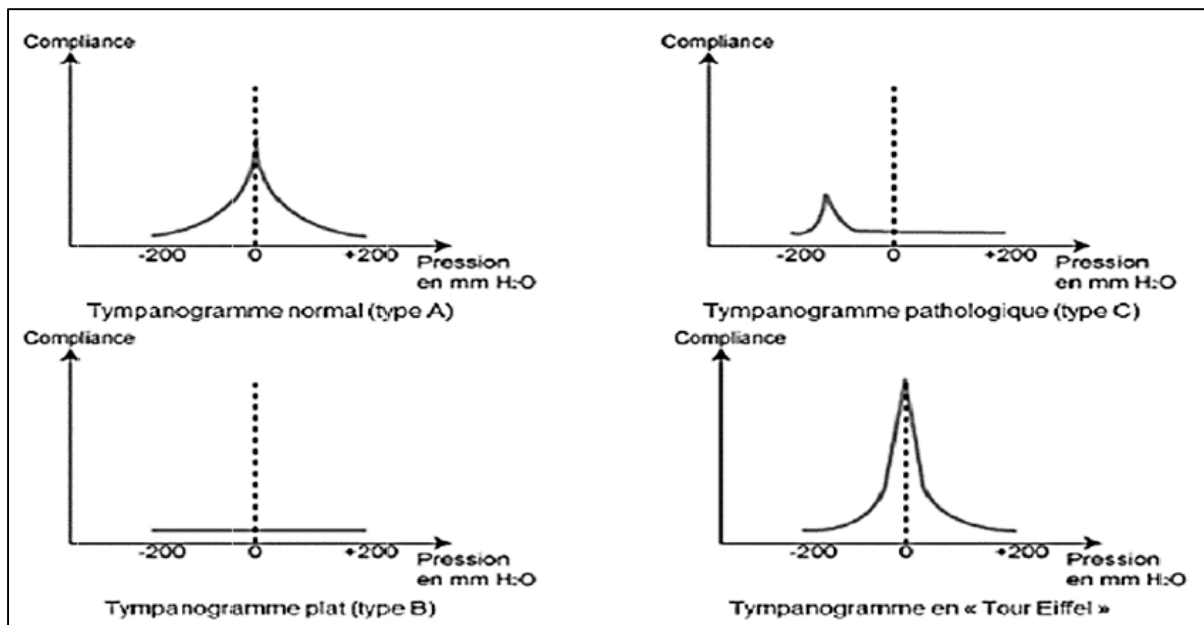 Compliance
-200 0 +200 Pression
en mm H₂O
Tympanogramme normal (type A)
Compliance
-200 0 +200 Pression
en mm H₂O
Tympanogramme pathologique (type C)
Compliance
-200 0 +200 Pression
en mm H₂O
Tympanogramme plat (type B)
Compliance
-200 0 +200 Pression
en mm H₂O
Tympanogramme en « Tour Eiffel »